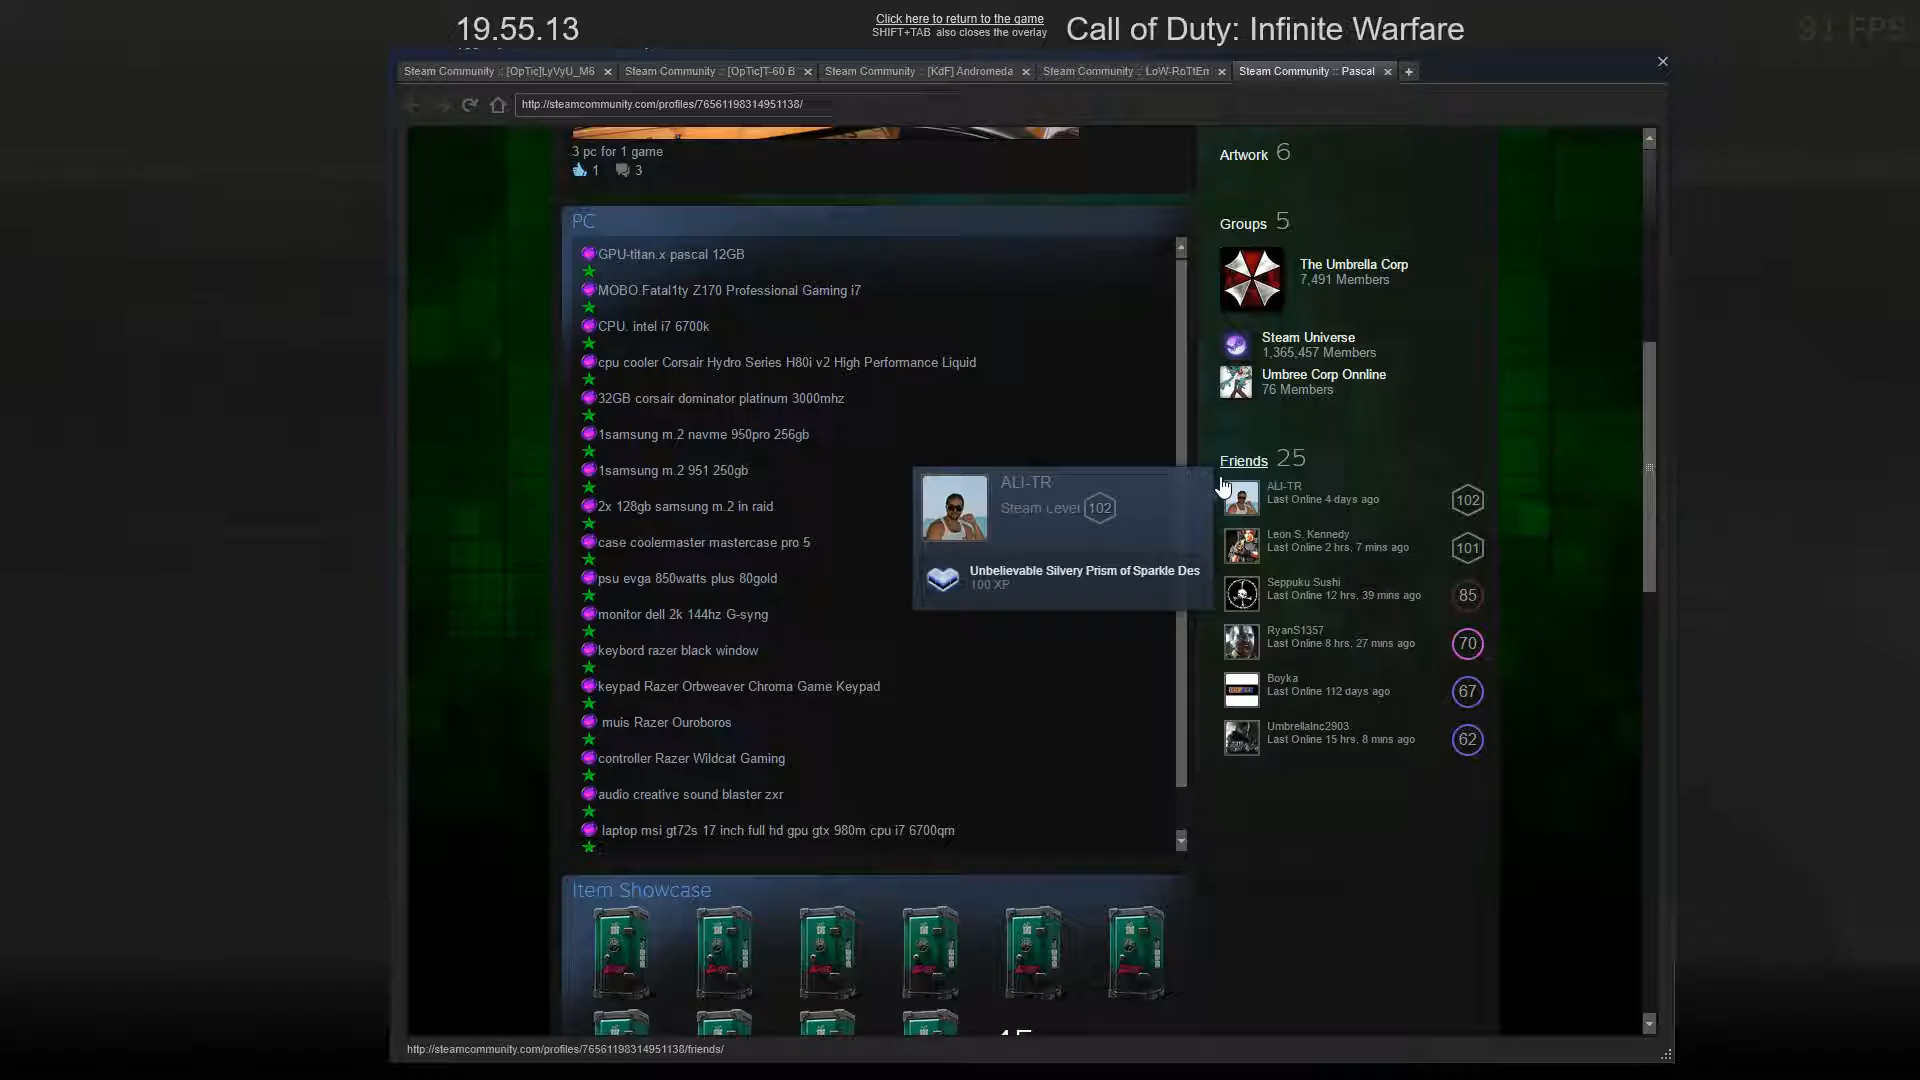 19.55.13
Click here to return to the game
SHIFT+TAB also closes the overlay
Call of Duty: Infinite Warfare
91 FPS
Steam Community :: [OpTic]LyVyU_M6
Steam Community :: [OpTic]T-60 B
Steam Community :: [KdF] Andromeda
Steam Community :: LoW-RoTtEn
Steam Community :: Pascal
http://steamcommunity.com/profiles/76561198314951138/
3 pc for 1 game
1 3
PC
GPU-titan.x pascal 12GB
MOBO.Fatal1ty Z170 Professional Gaming i7
CPU. intel i7 6700k
cpu cooler Corsair Hydro Series H80i v2 High Performance Liquid
32GB corsair dominator platinum 3000mhz
1samsung m.2 navme 950pro 256gb
1samsung m.2 951 250gb
2x 128gb samsung m.2 in raid
case coolermaster mastercase pro 5
psu evga 850watts plus 80gold
monitor dell 2k 144hz G-syng
keybord razer black window
keypad Razer Orbweaver Chroma Game Keypad
muis Razer Ouroboros
controller Razer Wildcat Gaming
audio creative sound blaster zxr
laptop msi gt72s 17 inch full hd gpu gtx 980m cpu i7 6700qm
Item Showcase
ALI-TR
Steam Level 102
Unbelievable Silvery Prism of Sparkle Des
100 XP
Artwork 6
Groups 5
The Umbrella Corp
7,491 Members
Steam Universe
1,365,457 Members
Umbree Corp Onnline
76 Members
Friends 25
ALI-TR
Last Online 4 days ago
102
Leon S. Kennedy
Last Online 2 hrs, 7 mins ago
101
Seppuku Sushi
Last Online 12 hrs, 39 mins ago
85
RyanS1357
Last Online 8 hrs, 27 mins ago
70
Boyka
Last Online 112 days ago
67
UmbrellaInc2903
Last Online 15 hrs, 8 mins ago
62
http://steamcommunity.com/profiles/76561198314951138/friends/